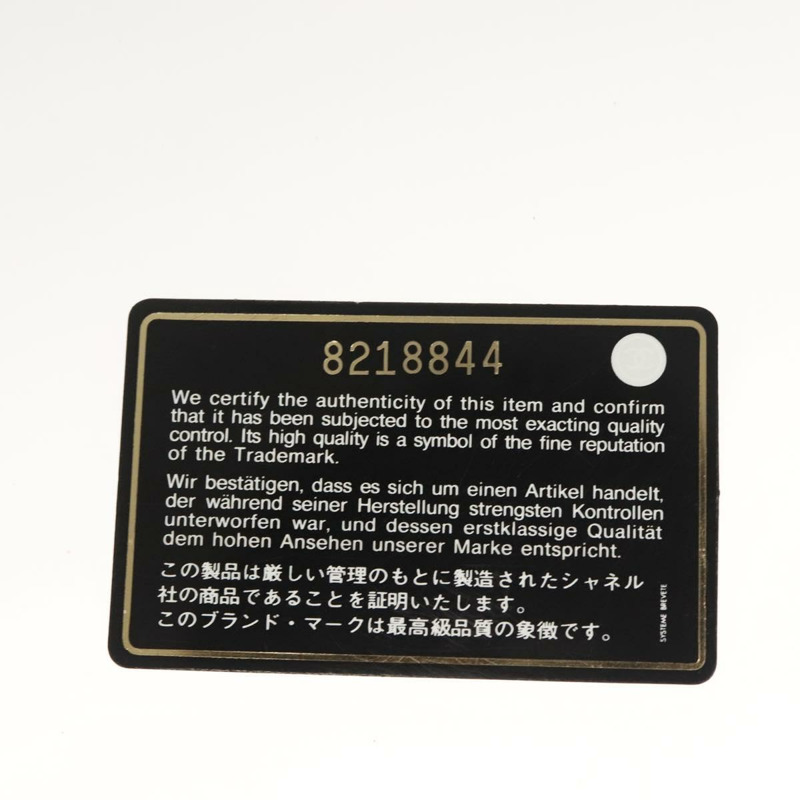 8218844
We certify the authenticity of this item and confirm
that it has been subjected to the most exacting quality
control. Its high quality is a symbol of the fine reputation
of the Trademark.
Wir bestätigen, dass es sich um einen Artikel handelt,
der während seiner Herstellung strengsten Kontrollen
unterworfen war, und dessen erstklassige Qualität
dem hohen Ansehen unserer Marke entspricht.
この製品は厳しい管理のもとに製造されたシャネル
社の商品であることを証明いたします。
このブランド・マークは最高級品質の象徴です。
SYSTEME BREVETE